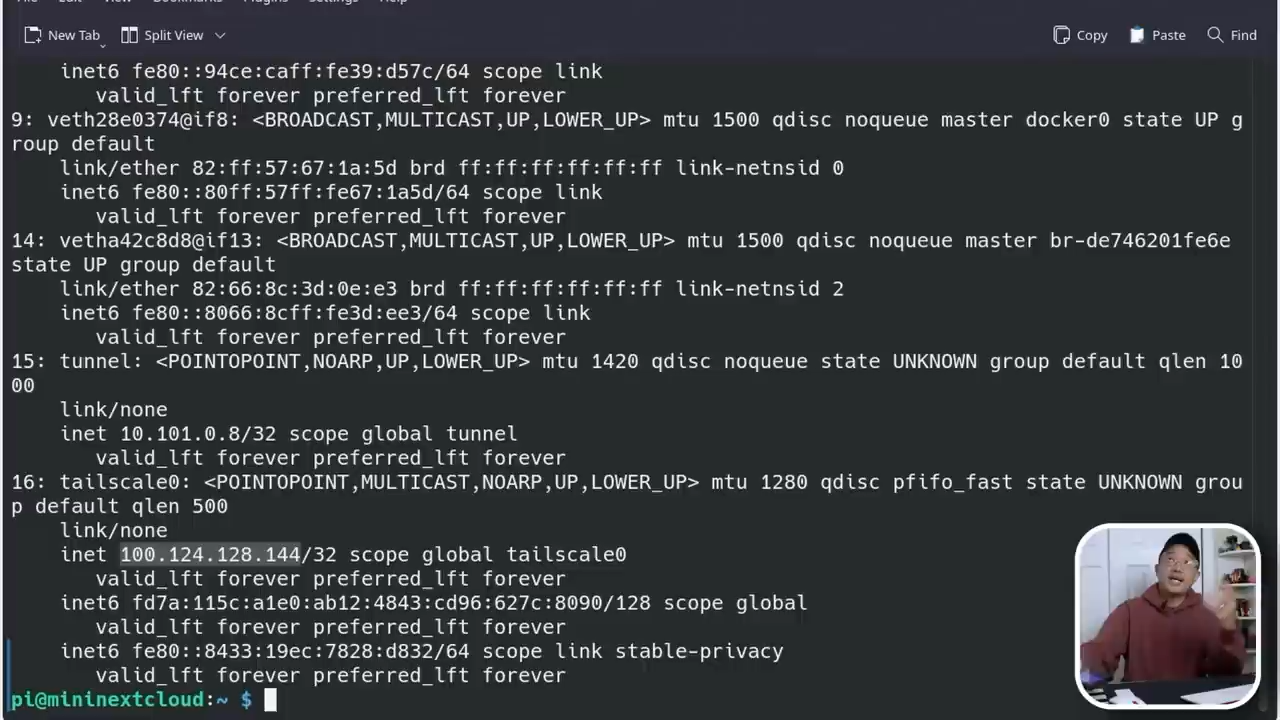 Edit View Bookmarks Plugins Settings Help
New Tab Split View Copy Paste Find
inet6 fe80::94ce:caff:fe39:d57c/64 scope link
valid_lft forever preferred_lft forever
9: veth28e0374@if8: <BROADCAST,MULTICAST,UP,LOWER_UP> mtu 1500 qdisc noqueue master docker0 state UP g
roup default
link/ether 82:ff:57:67:1a:5d brd ff:ff:ff:ff:ff:ff link-netnsid 0
inet6 fe80::80ff:57ff:fe67:1a5d/64 scope link
valid_lft forever preferred_lft forever
14: vetha42c8d8@if13: <BROADCAST,MULTICAST,UP,LOWER_UP> mtu 1500 qdisc noqueue master br-de746201fe6e
state UP group default
link/ether 82:66:8c:3d:0e:e3 brd ff:ff:ff:ff:ff:ff link-netnsid 2
inet6 fe80::8066:8cff:fe3d:ee3/64 scope link
valid_lft forever preferred_lft forever
15: tunnel: <POINTOPOINT,NOARP,UP,LOWER_UP> mtu 1420 qdisc noqueue state UNKNOWN group default qlen 10
00
link/none
inet 10.101.0.8/32 scope global tunnel
valid_lft forever preferred_lft forever
16: tailscale0: <POINTOPOINT,MULTICAST,NOARP,UP,LOWER_UP> mtu 1280 qdisc pfifo_fast state UNKNOWN grou
p default qlen 500
link/none
inet 100.124.128.144/32 scope global tailscale0
valid_lft forever preferred_lft forever
inet6 fd7a:115c:a1e0:ab12:4843:cd96:627c:8090/128 scope global
valid_lft forever preferred_lft forever
inet6 fe80::8433:19ec:7828:d832/64 scope link stable-privacy
valid_lft forever preferred_lft forever
pi@mininextcloud:~ $